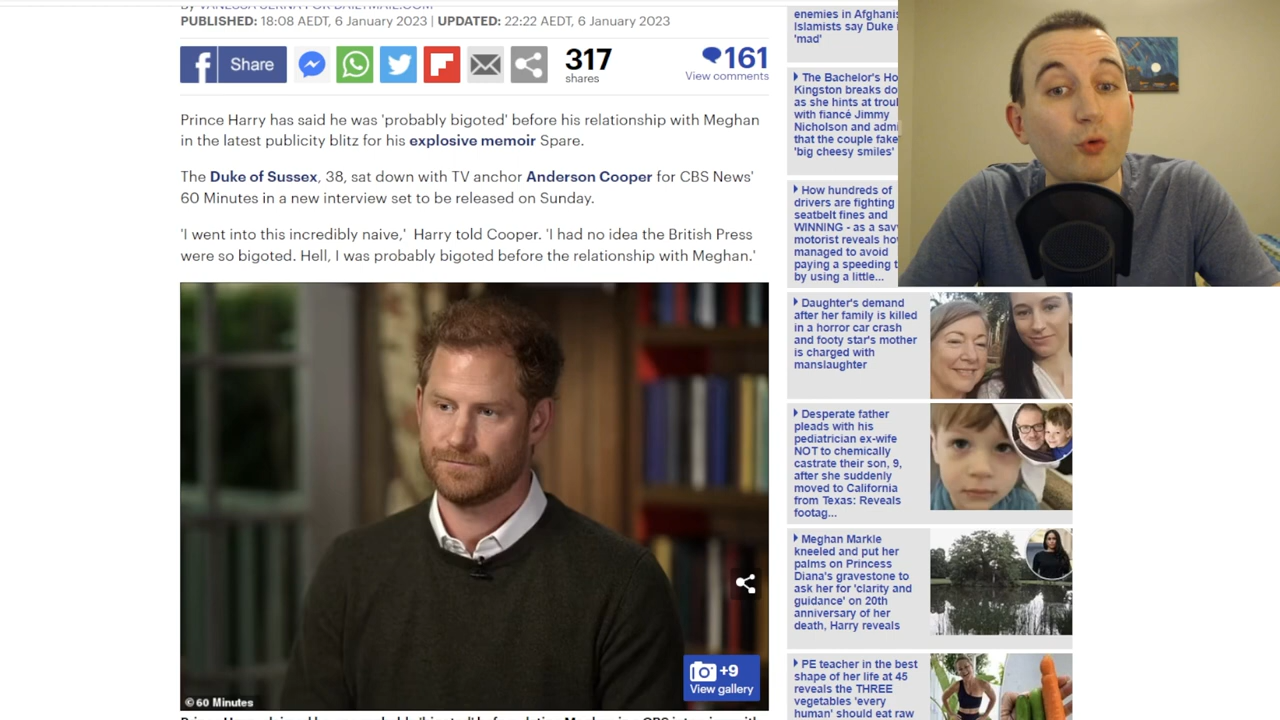 By VANESSA SERNA FOR DAILYMAIL.COM
PUBLISHED: 18:08 AEDT, 6 January 2023 | UPDATED: 22:22 AEDT, 6 January 2023
f Share
317
shares
161
View comments
Prince Harry has said he was 'probably bigoted' before his relationship with Meghan
in the latest publicity blitz for his explosive memoir Spare.
The Duke of Sussex, 38, sat down with TV anchor Anderson Cooper for CBS News'
60 Minutes in a new interview set to be released on Sunday.
'I went into this incredibly naive,' Harry told Cooper. 'I had no idea the British Press
were so bigoted. Hell, I was probably bigoted before the relationship with Meghan.'
© 60 Minutes
+9
View gallery
enemies in Afghanis
Islamists say Duke i
'mad'
The Bachelor's Ho
Kingston breaks do
as she hints at trou
with fiancé Jimmy
Nicholson and admi
that the couple fake
'big cheesy smiles'
How hundreds of
drivers are fighting
seatbelt fines and
WINNING - as a sav
motorist reveals ho
managed to avoid
paying a speeding t
by using a little...
Daughter's demand
after her family is killed
in a horror car crash
and footy star's mother
is charged with
manslaughter
Desperate father
pleads with his
pediatrician ex-wife
NOT to chemically
castrate their son, 9,
after she suddenly
moved to California
from Texas: Reveals
footag...
Meghan Markle
kneeled and put her
palms on Princess
Diana's gravestone to
ask her for 'clarity and
guidance' on 20th
anniversary of her
death, Harry reveals
PE teacher in the best
shape of her life at 45
reveals the THREE
vegetables 'every
human' should eat raw